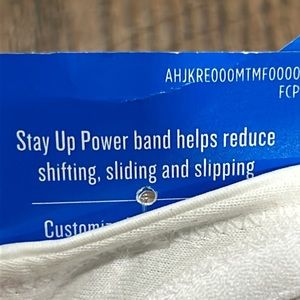 AHJKRE000MTMF0000
FCP
Stay Up Power band helps reduce
shifting, sliding and slipping